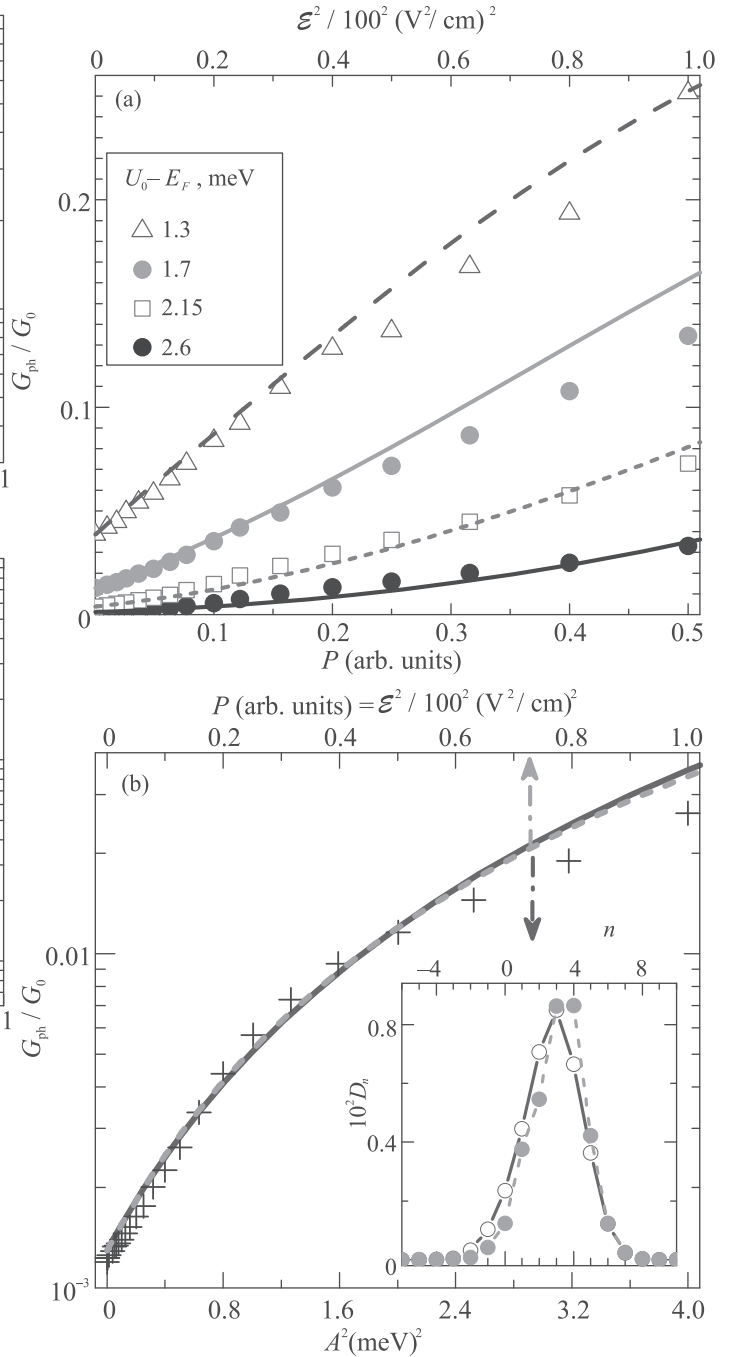 ℰ² / 100² (V²/ cm)²
0 0.2 0.4 0.6 0.8 1.0
(a)
U₀– E_F , meV
1.3
1.7
2.15
2.6
0.2
0.1
0
G_ph / G₀
0.1 0.2 0.3 0.4 0.5
P (arb. units)
1
P (arb. units) = ℰ² / 100² (V²/ cm)²
0 0.2 0.4 0.6 0.8 1.0
(b)
n
–4 0 4 8
0.8
0.4
0
10²Dₙ
0.01
10⁻³
G_ph / G₀
1
0 0.8 1.6 2.4 3.2 4.0
A²(meV)²